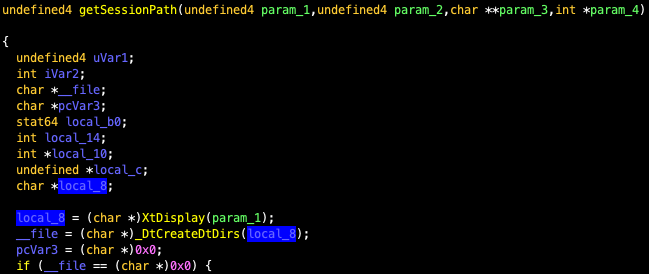 undefined4 getSessionPath(undefined4 param_1,undefined4 param_2,char **param_3,int *param_4)
{
undefined4 uVar1;
int iVar2;
char *__file;
char *pcVar3;
stat64 local_b0;
int local_14;
int *local_10;
undefined *local_c;
char *local_8;
local_8 = (char *)XtDisplay(param_1);
__file = (char *)_DtCreateDtDirs(local_8);
pcVar3 = (char *)0x0;
if (__file == (char *)0x0) {